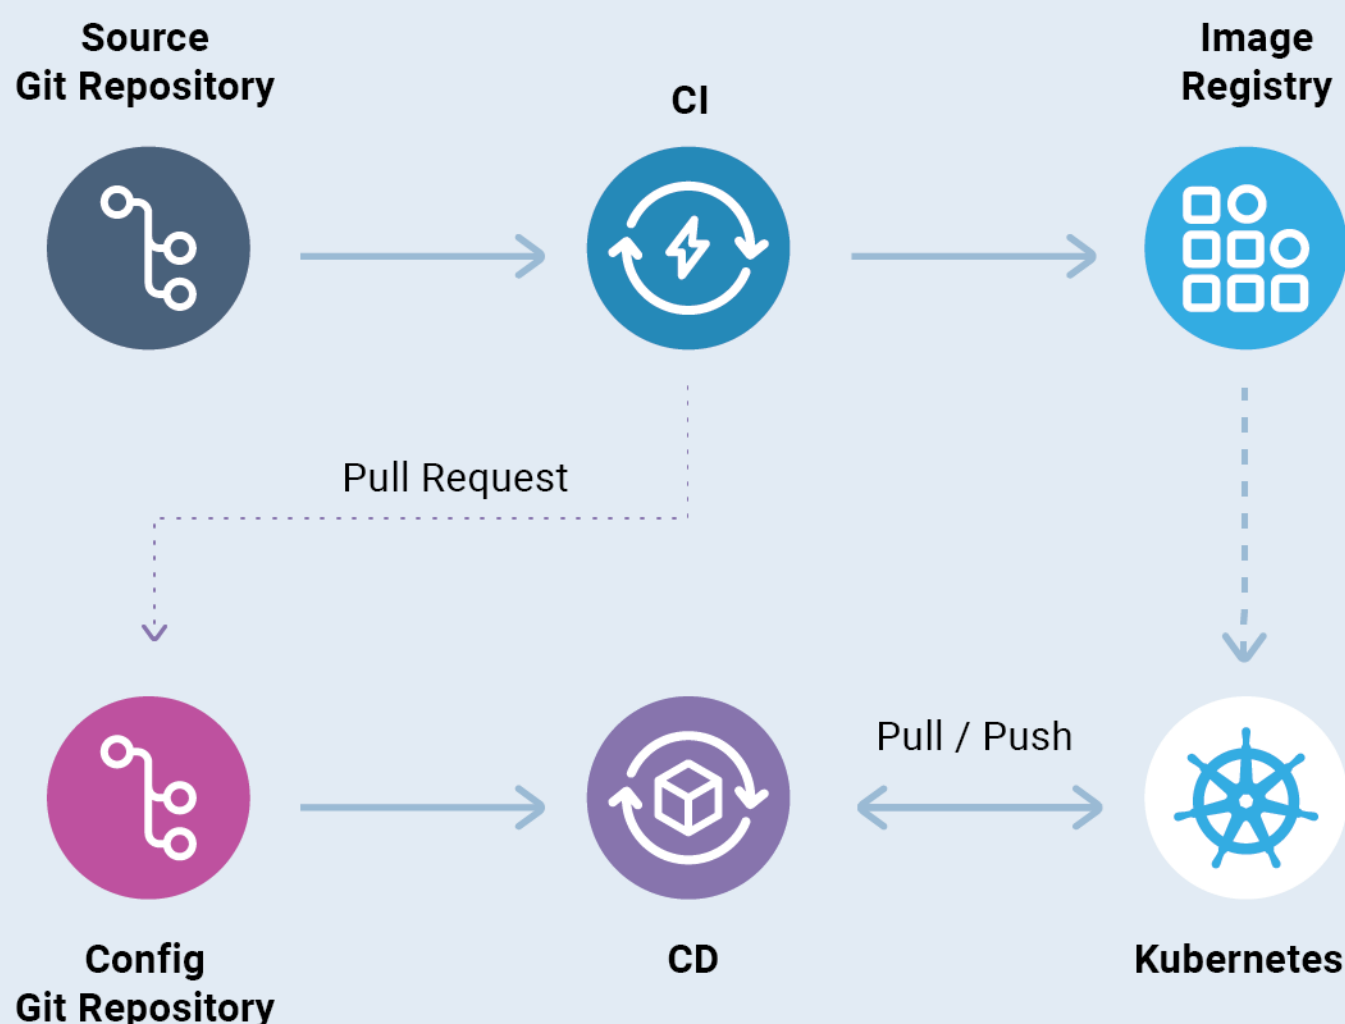 Source
Git Repository
CI
Image
Registry
Pull Request
Pull / Push
Config
Git Repository
CD
Kubernetes